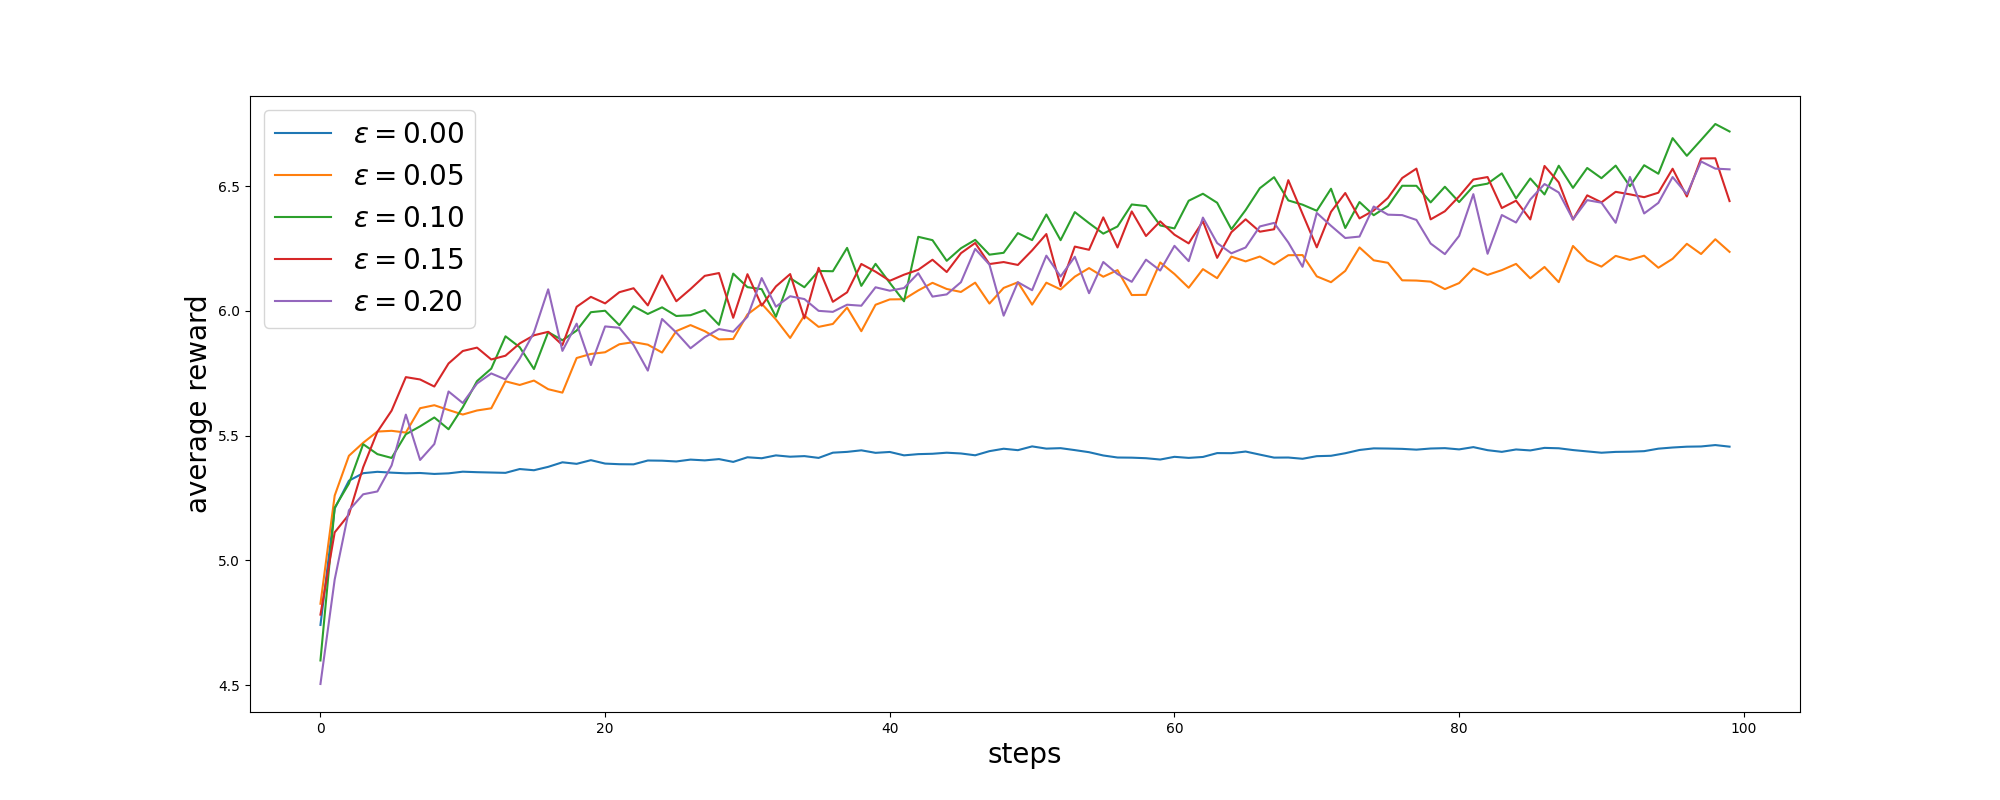 ε = 0.00
ε = 0.05
ε = 0.10
ε = 0.15
ε = 0.20
6.5
6.0
5.5
5.0
4.5
average reward
0 20 40 60 80 100
steps